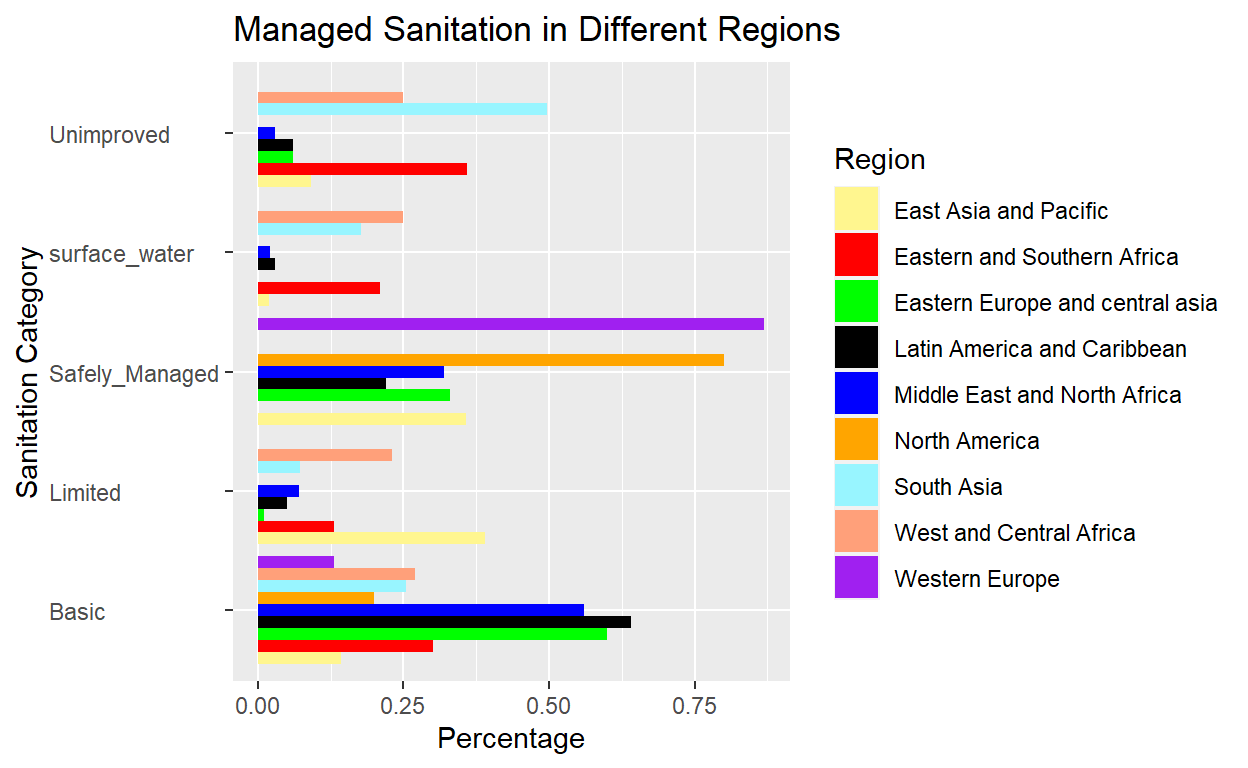 Managed Sanitation in Different Regions
Sanitation Category
Unimproved
surface_water
Safely_Managed
Limited
Basic
0.00 0.25 0.50 0.75
Percentage
Region
East Asia and Pacific
Eastern and Southern Africa
Eastern Europe and central asia
Latin America and Caribbean
Middle East and North Africa
North America
South Asia
West and Central Africa
Western Europe